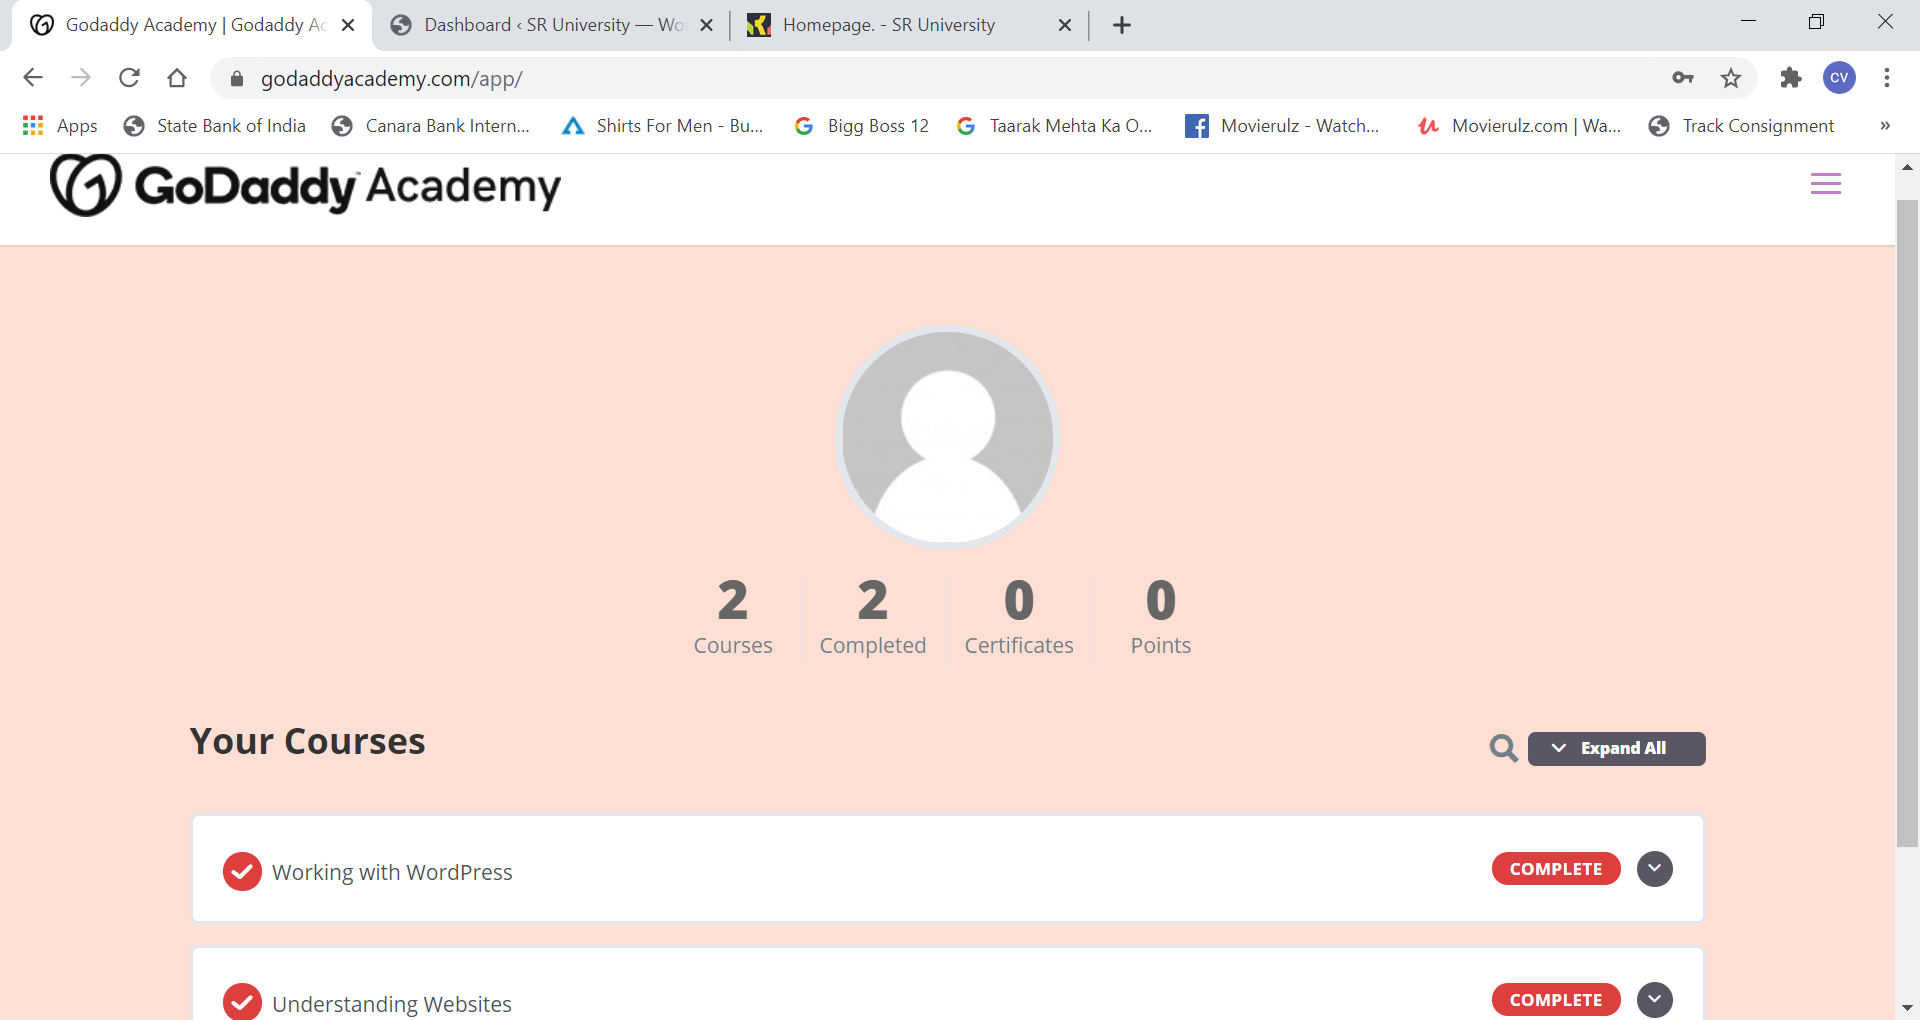 Godaddy Academy | Godaddy Ac
Dashboard ‹ SR University — Wo
Homepage. - SR University
godaddyacademy.com/app/
CV
Apps
State Bank of India
Canara Bank Intern...
Shirts For Men - Bu...
Bigg Boss 12
Taarak Mehta Ka O...
Movierulz - Watch...
Movierulz.com | Wa...
Track Consignment
»
GoDaddy™ Academy
2
Courses
2
Completed
0
Certificates
0
Points
Your Courses
Expand All
Working with WordPress
COMPLETE
Understanding Websites
COMPLETE